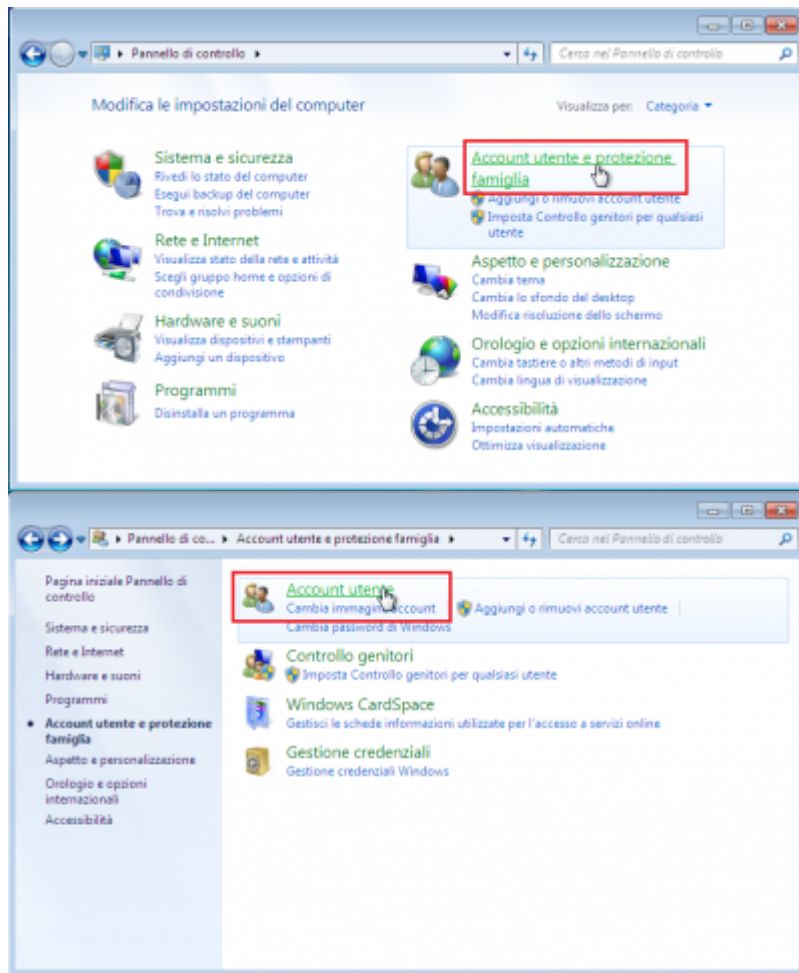 Pannello di controllo
Cerca nel Pannello di controllo
Modifica le impostazioni del computer
Visualizza per: Categoria
Sistema e sicurezza
Rivedi lo stato del computer
Esegui backup del computer
Trova e risolvi problemi
Rete e Internet
Visualizza stato della rete e attività
Scegli gruppo home e opzioni di
condivisione
Hardware e suoni
Visualizza dispositivi e stampanti
Aggiungi un dispositivo
Programmi
Disinstalla un programma
Account utente e protezione
famiglia
Aggiungi o rimuovi account utente
Imposta Controllo genitori per qualsiasi
utente
Aspetto e personalizzazione
Cambia tema
Cambia lo sfondo del desktop
Modifica risoluzione dello schermo
Orologio e opzioni internazionali
Cambia tastiere o altri metodi di input
Cambia lingua di visualizzazione
Accessibilità
Impostazioni automatiche
Ottimizza visualizzazione
Pannello di co... Account utente e protezione famiglia
Cerca nel Pannello di controllo
Pagina iniziale Pannello di
controllo
Sistema e sicurezza
Rete e Internet
Hardware e suoni
Programmi
Account utente e protezione
famiglia
Aspetto e personalizzazione
Orologio e opzioni
internazionali
Accessibilità
Account utente
Cambia immagine account Aggiungi o rimuovi account utente
Cambia password di Windows
Controllo genitori
Imposta Controllo genitori per qualsiasi utente
Windows CardSpace
Gestisci le schede informazioni utilizzate per l'accesso a servizi online
Gestione credenziali
Gestione credenziali Windows